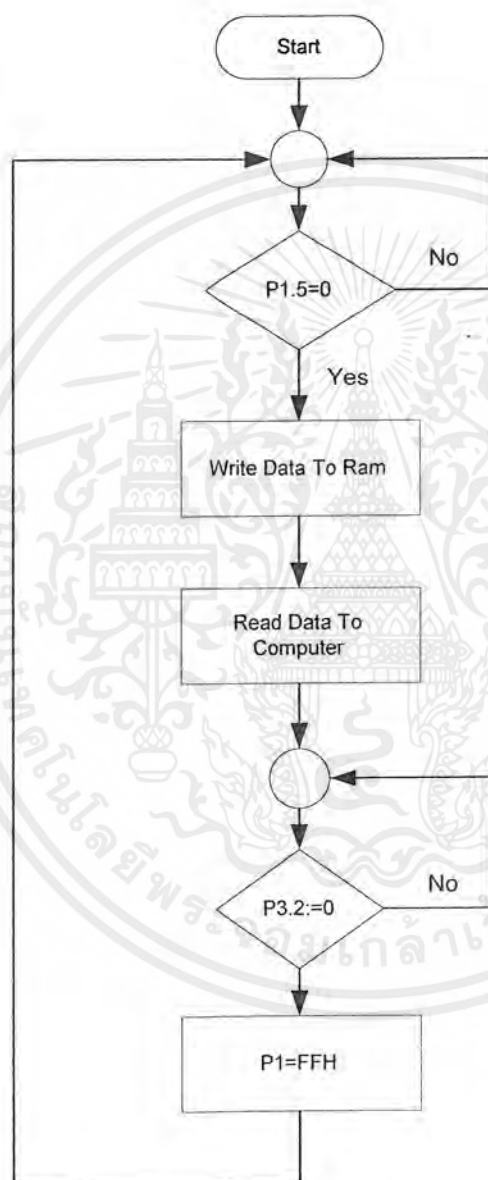 Start
P1.5=0
No
Yes
Write Data To Ram
Read Data To
Computer
P3.2:=0
No
P1=FFH